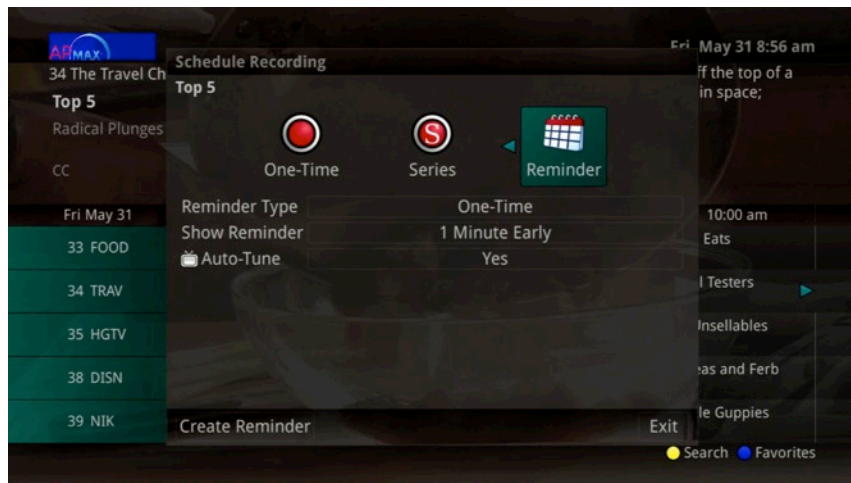 ARMAX
Fri May 31 8:56 am
34 The Travel Ch
ff the top of a
in space;
Top 5
Radical Plunges
CC
Schedule Recording
Top 5
One-Time
S
Series
Reminder
Reminder Type One-Time
Show Reminder 1 Minute Early
Auto-Tune Yes
Create Reminder Exit
Fri May 31
10:00 am
33 FOOD
Eats
34 TRAV
l Testers
35 HGTV
Unsellables
38 DISN
eas and Ferb
39 NIK
le Guppies
Search Favorites